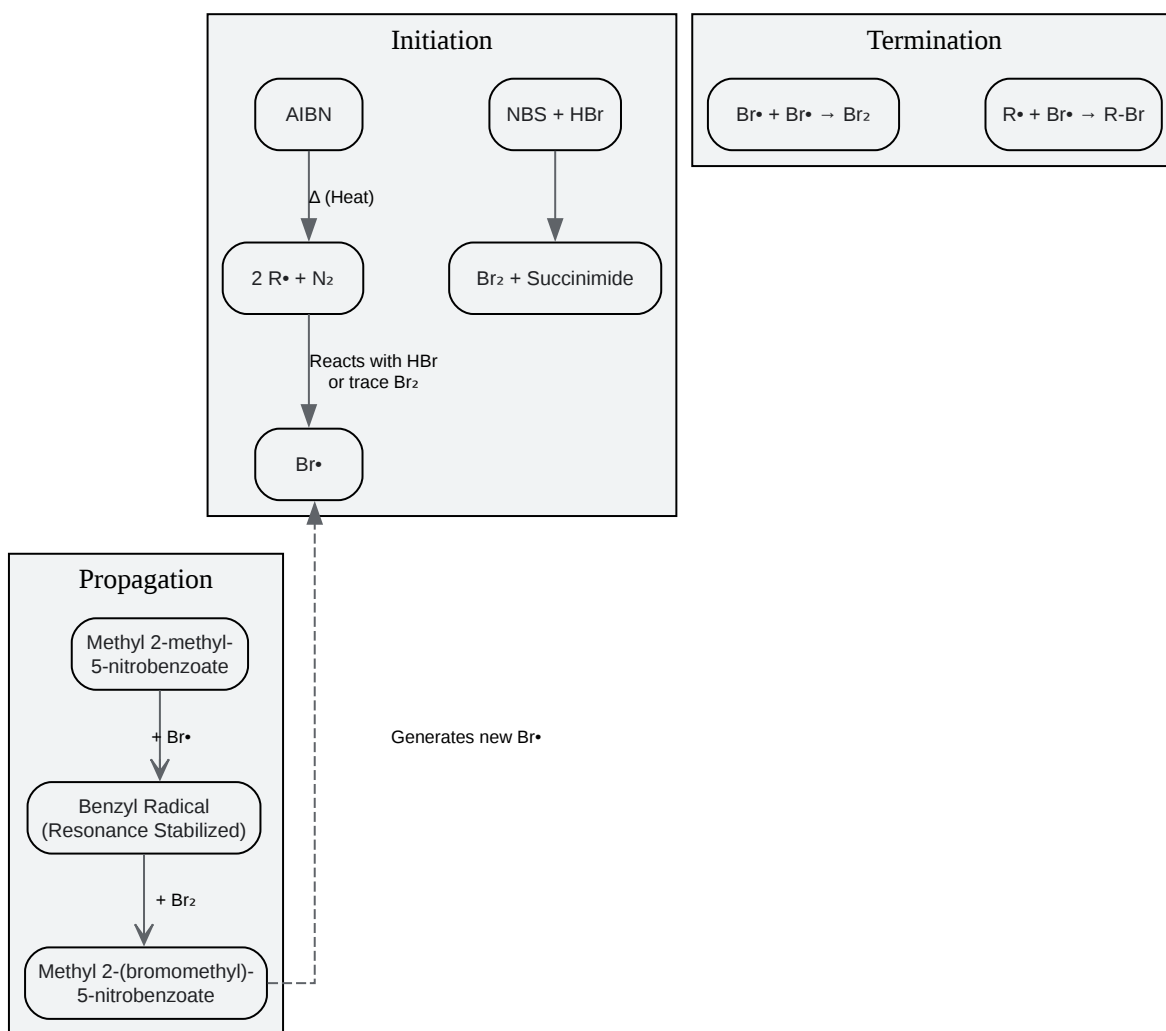 Initiation
AIBN
NBS + HBr
Δ (Heat)
2 R• + N₂
Br₂ + Succinimide
Reacts with HBr
or trace Br₂
Br•
Termination
Br• + Br• → Br₂
R• + Br• → R-Br
Propagation
Methyl 2-methyl-
5-nitrobenzoate
+ Br•
Generates new Br•
Benzyl Radical
(Resonance Stabilized)
+ Br₂
Methyl 2-(bromomethyl)-
5-nitrobenzoate